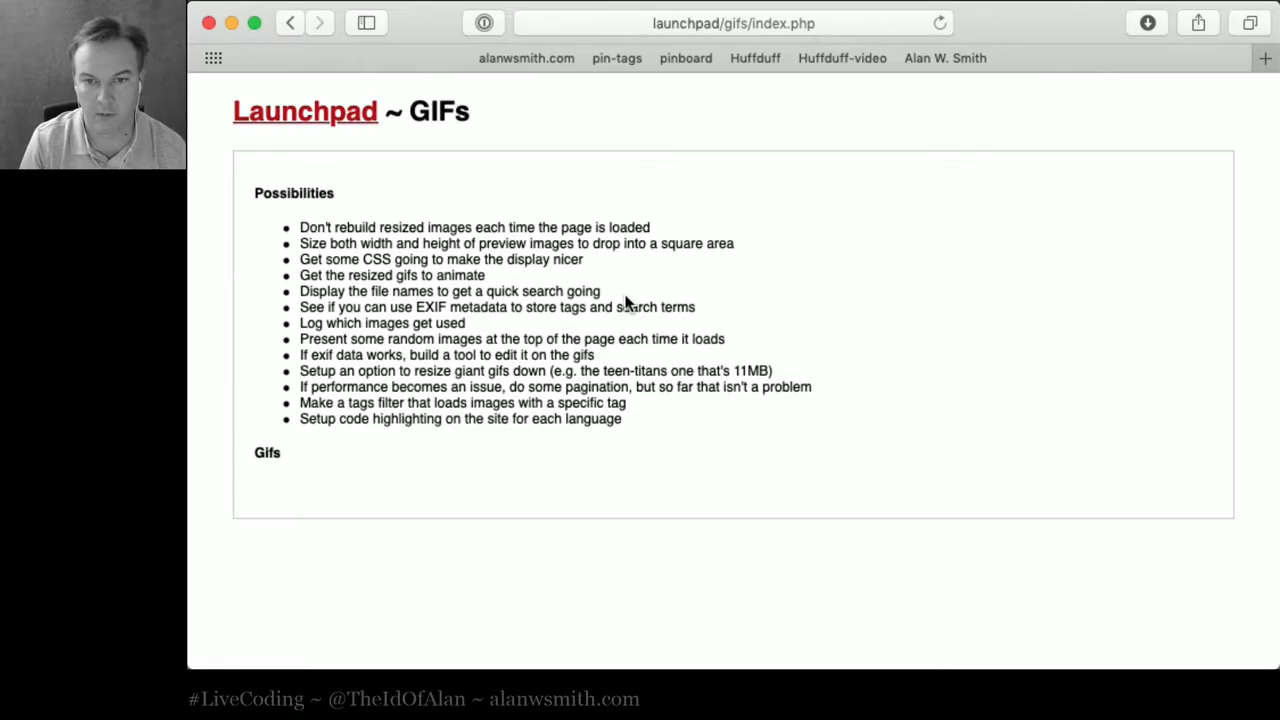 launchpad/gifs/index.php
alanwsmith.com pin-tags pinboard Huffduff Huffduff-video Alan W. Smith
Launchpad ~ GIFs
Possibilities
• Don't rebuild resized images each time the page is loaded
• Size both width and height of preview images to drop into a square area
• Get some CSS going to make the display nicer
• Get the resized gifs to animate
• Display the file names to get a quick search going
• See if you can use EXIF metadata to store tags and search terms
• Log which images get used
• Present some random images at the top of the page each time it loads
• If exif data works, build a tool to edit it on the gifs
• Setup an option to resize giant gifs down (e.g. the teen-titans one that's 11MB)
• If performance becomes an issue, do some pagination, but so far that isn't a problem
• Make a tags filter that loads images with a specific tag
• Setup code highlighting on the site for each language
Gifs
#LiveCoding ~ @TheIdOfAlan ~ alanwsmith.com